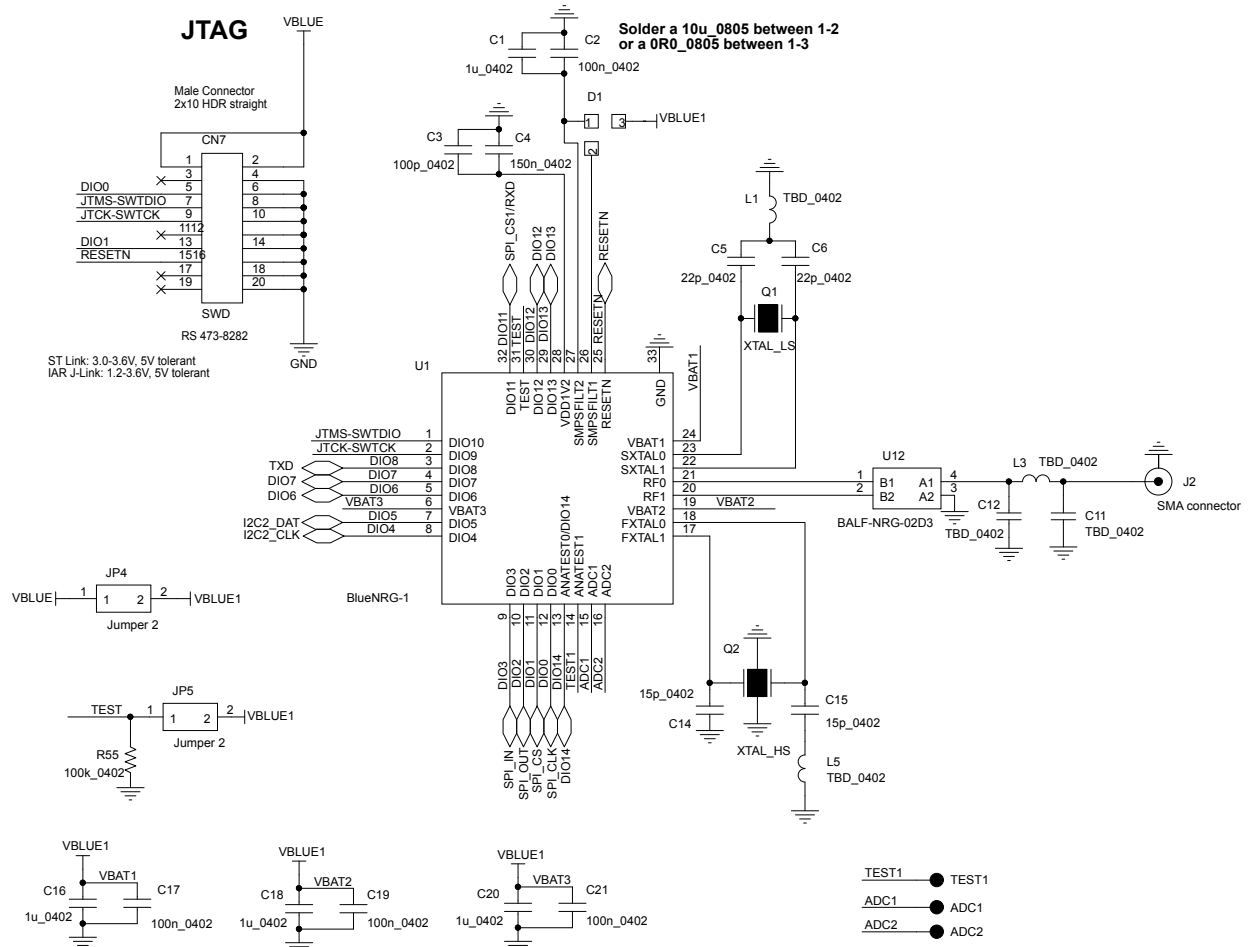 JTAG
VBLUE
Male Connector
2x10 HDR straight
CN7
1
2
3
4
DIO0
5
6
JTMS-SWTDIO
7
8
JTCK-SWTCK
9
10
1112
DIO1
13
14
RESETN
1516
17
18
19
20
SWD
RS 473-8282
GND
ST Link: 3.0-3.6V, 5V tolerant
IAR J-Link: 1.2-3.6V, 5V tolerant
Solder a 10u_0805 between 1-2
or a 0R0_0805 between 1-3
C1
1u_0402
C2
100n_0402
D1
1
3
VBLUE1
2
C3
100p_0402
C4
150n_0402
SPI_CS1/RXD
DIO12
DIO13
RESETN
DIO11
TEST
DIO12
DIO13
RESETN
32
31
30
29
28
27
26
25
33
U1
DIO11
TEST
DIO12
DIO13
VDD1V2
SMPSFILT2
SMPSFILT1
RESETN
GND
VBAT1
L1
TBD_0402
C5
22p_0402
C6
22p_0402
Q1
XTAL_LS
JTMS-SWTDIO
1
DIO10
JTCK-SWTCK
2
DIO9
TXD
DIO8
3
DIO8
DIO7
DIO7
4
DIO7
DIO6
DIO6
5
DIO6
VBAT3
6
VBAT3
I2C2_DAT
DIO5
7
DIO5
I2C2_CLK
DIO4
8
DIO4
VBAT1
24
SXTAL0
23
SXTAL1
22
RF0
21
RF1
20
VBAT2
19
VBAT2
FXTAL0
18
FXTAL1
17
U12
1
B1
A1
4
2
B2
A2
3
BALF-NRG-02D3
L3
TBD_0402
C12
TBD_0402
C11
TBD_0402
J2
SMA connector
DIO3
DIO2
DIO1
DIO0
ANATEST0/DIO14
ANATEST1
ADC1
ADC2
BlueNRG-1
9
10
11
12
13
14
15
16
DIO3
DIO2
DIO1
DIO0
DIO14
TEST1
ADC1
ADC2
SPI_IN
SPI_OUT
SPI_CS
SPI_CLK
DIO14
Q2
15p_0402
C14
XTAL_HS
C15
15p_0402
L5
TBD_0402
JP4
VBLUE
1
1
2
2
VBLUE1
Jumper 2
JP5
TEST
1
1
2
2
VBLUE1
Jumper 2
R55
100k_0402
VBLUE1
VBAT1
C16
1u_0402
C17
100n_0402
VBLUE1
VBAT2
C18
1u_0402
C19
100n_0402
VBLUE1
VBAT3
C20
1u_0402
C21
100n_0402
TEST1
TEST1
ADC1
ADC1
ADC2
ADC2